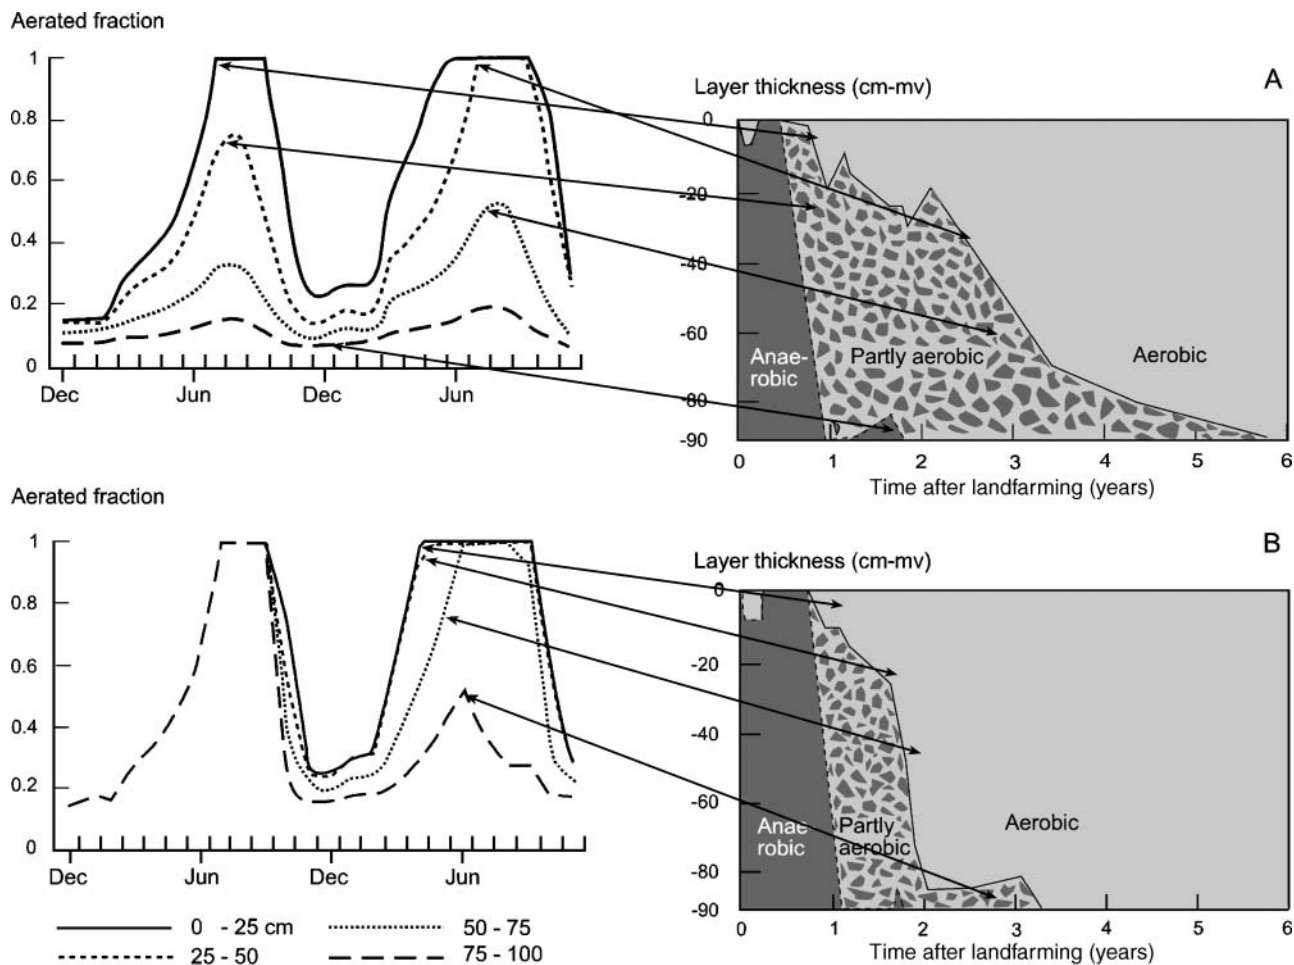 Aerated fraction
1
0.8
0.6
0.4
0.2
0
Dec Jun Dec Jun
A
Layer thickness (cm-mv)
0
-20
-40
-60
-80
-90
Anae-
robic
Partly aerobic
Aerobic
0 1 2 3 4 5 6
Time after landfarming (years)
Aerated fraction
1
0.8
0.6
0.4
0.2
0
Dec Jun Dec Jun
B
Layer thickness (cm-mv)
0
-20
-40
-60
-80
-90
Anae
robic
Partly
aerobic
Aerobic
0 1 2 3 4 5 6
Time after landfarming (years)
0 - 25 cm
25 - 50
50 - 75
75 - 100